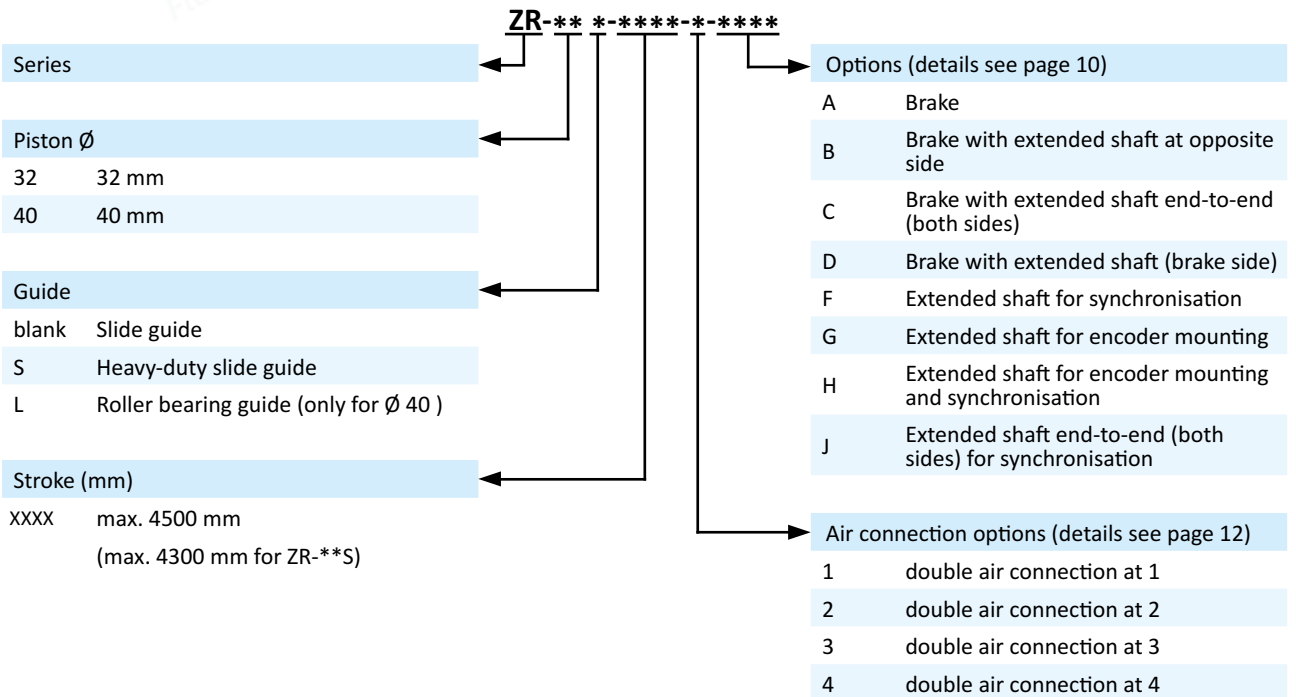 ZR-** *-****-*-****
Series
Piston Ø
32 32 mm
40 40 mm
Guide
blank Slide guide
S Heavy-duty slide guide
L Roller bearing guide (only for Ø 40 )
Stroke (mm)
XXXX max. 4500 mm
(max. 4300 mm for ZR-**S)
Options (details see page 10)
A Brake
B Brake with extended shaft at opposite
side
C Brake with extended shaft end-to-end
(both sides)
D Brake with extended shaft (brake side)
F Extended shaft for synchronisation
G Extended shaft for encoder mounting
H Extended shaft for encoder mounting
and synchronisation
J Extended shaft end-to-end (both
sides) for synchronisation
Air connection options (details see page 12)
1 double air connection at 1
2 double air connection at 2
3 double air connection at 3
4 double air connection at 4